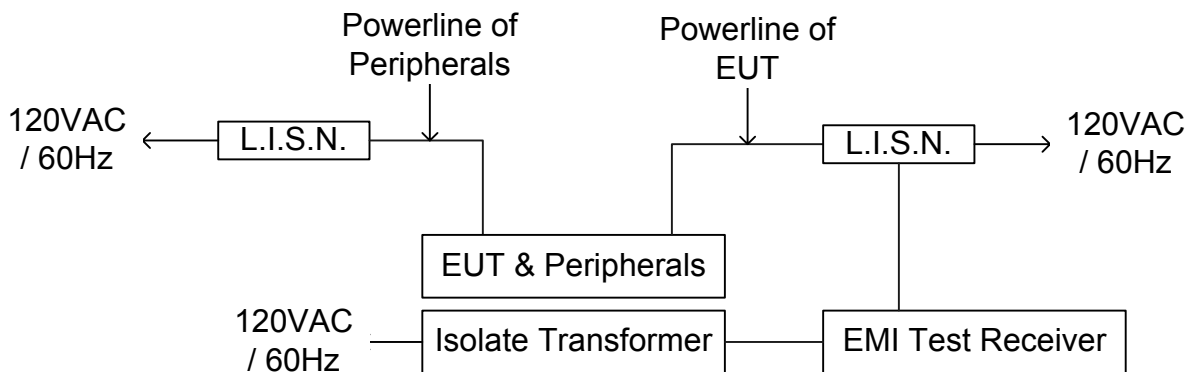 Powerline of
Peripherals
Powerline of
EUT
120VAC
/ 60Hz
L.I.S.N.
L.I.S.N.
120VAC
/ 60Hz
EUT & Peripherals
120VAC
/ 60Hz
Isolate Transformer
EMI Test Receiver